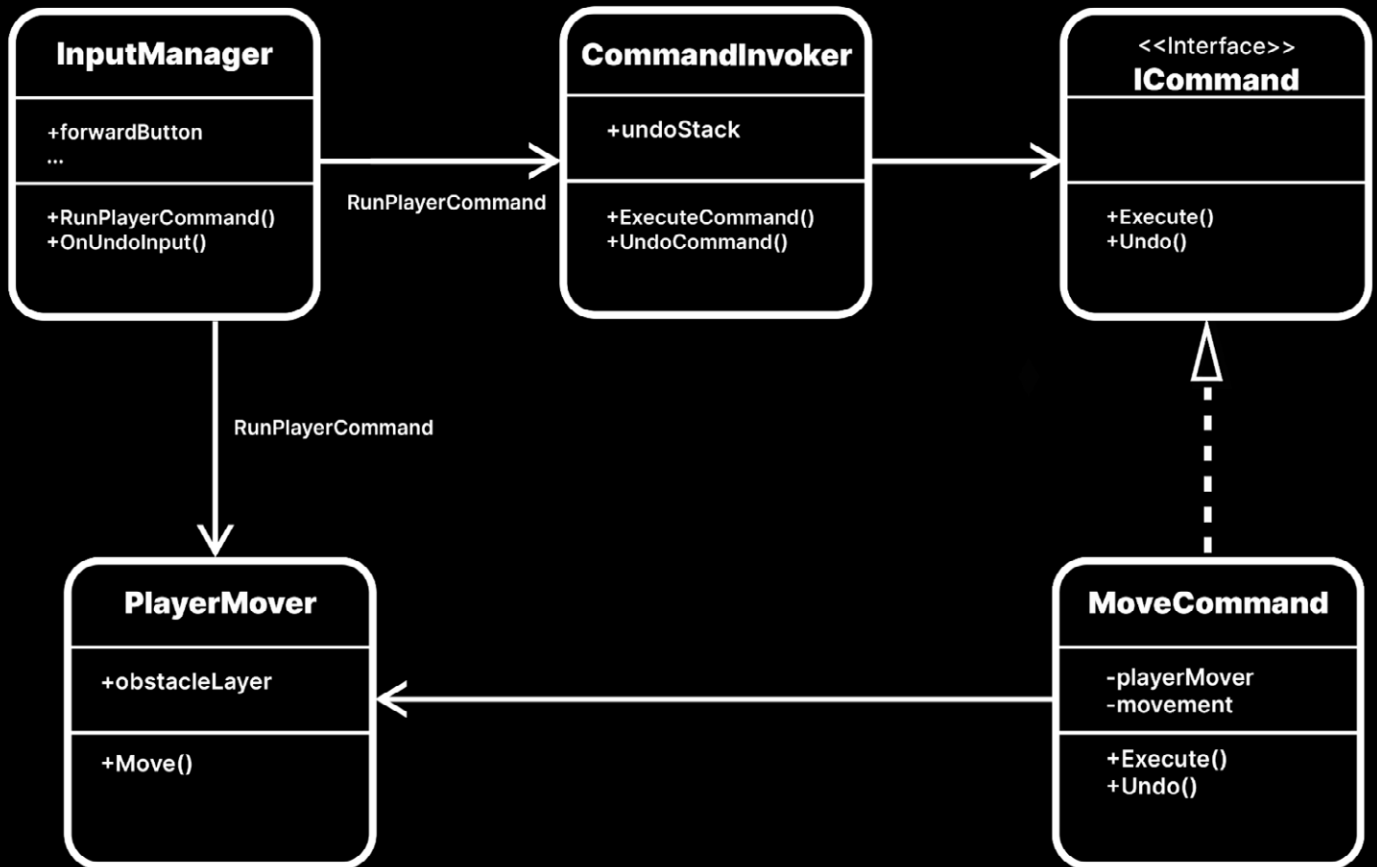 InputManager
+forwardButton
...
+RunPlayerCommand()
+OnUndoInput()
RunPlayerCommand
CommandInvoker
+undoStack
+ExecuteCommand()
+UndoCommand()
<<Interface>>
ICommand
+Execute()
+Undo()
RunPlayerCommand
PlayerMover
+obstacleLayer
+Move()
MoveCommand
-playerMover
-movement
+Execute()
+Undo()